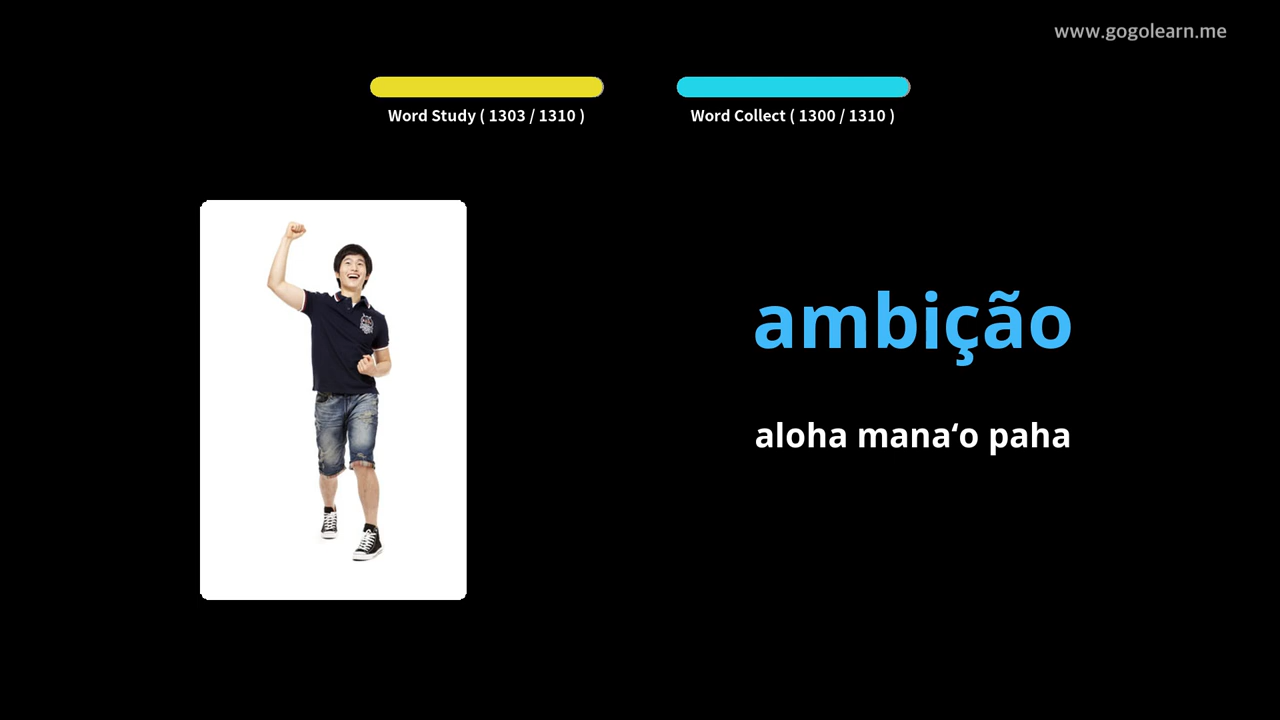 www.gogolearn.me
Word Study ( 1303 / 1310 )
Word Collect ( 1300 / 1310 )
ambição
aloha manaʻo paha